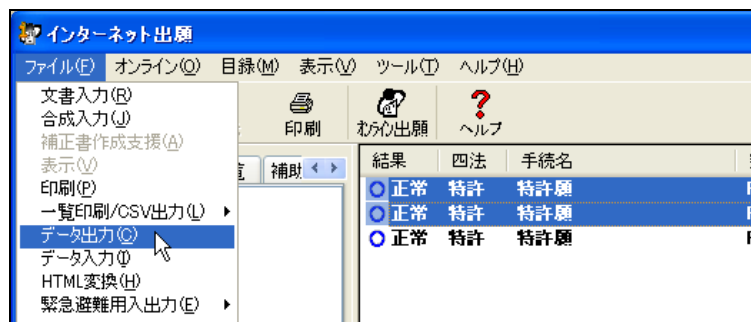 インターネット出願
ファイル(F) オンライン(O) 目録(M) 表示(V) ツール(T) ヘルプ(H)
文書入力(R)
合成入力(J)
補正書作成支援(A)
表示(V)
印刷(P)
一覧印刷/CSV出力(L)
データ出力(C)
データ入力(I)
HTML変換(H)
緊急避難用入出力(E)
印刷 オンライン出願 ヘルプ
補助
結果 四法 手続名
正常 特許 特許願
正常 特許 特許願
正常 特許 特許願